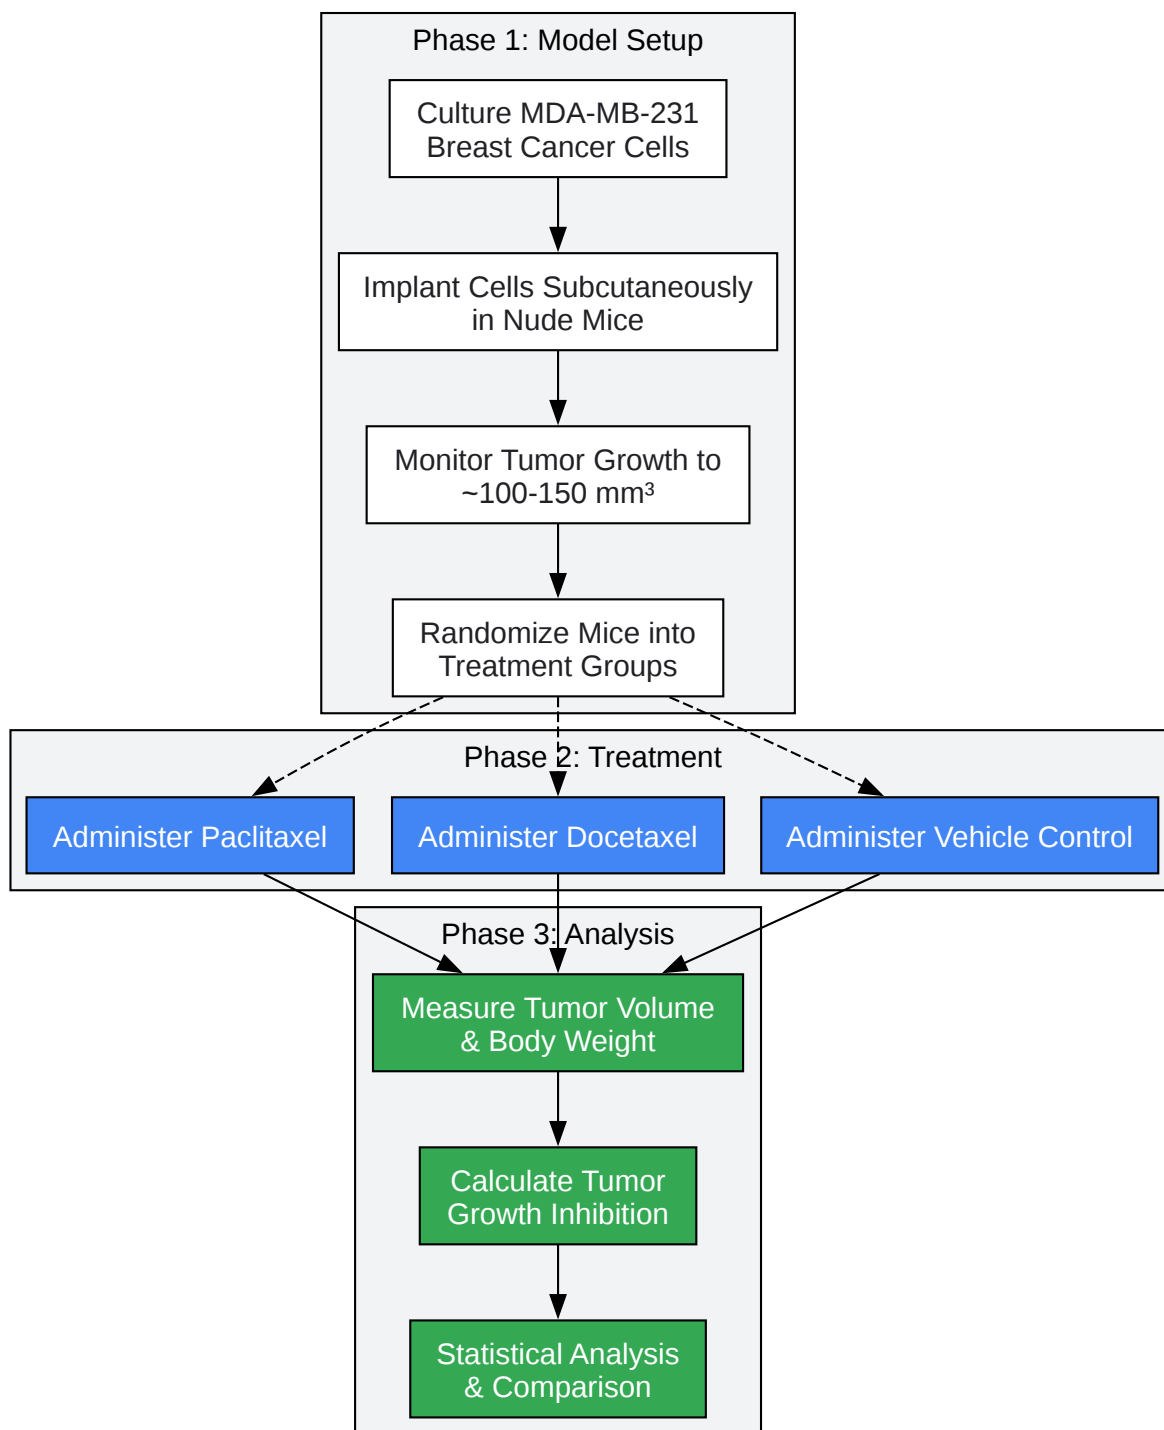 Phase 1: Model Setup
Culture MDA-MB-231
Breast Cancer Cells
Implant Cells Subcutaneously
in Nude Mice
Monitor Tumor Growth to
~100-150 mm³
Randomize Mice into
Treatment Groups
Phase 2: Treatment
Administer Paclitaxel
Administer Docetaxel
Administer Vehicle Control
Phase 3: Analysis
Measure Tumor Volume
& Body Weight
Calculate Tumor
Growth Inhibition
Statistical Analysis
& Comparison